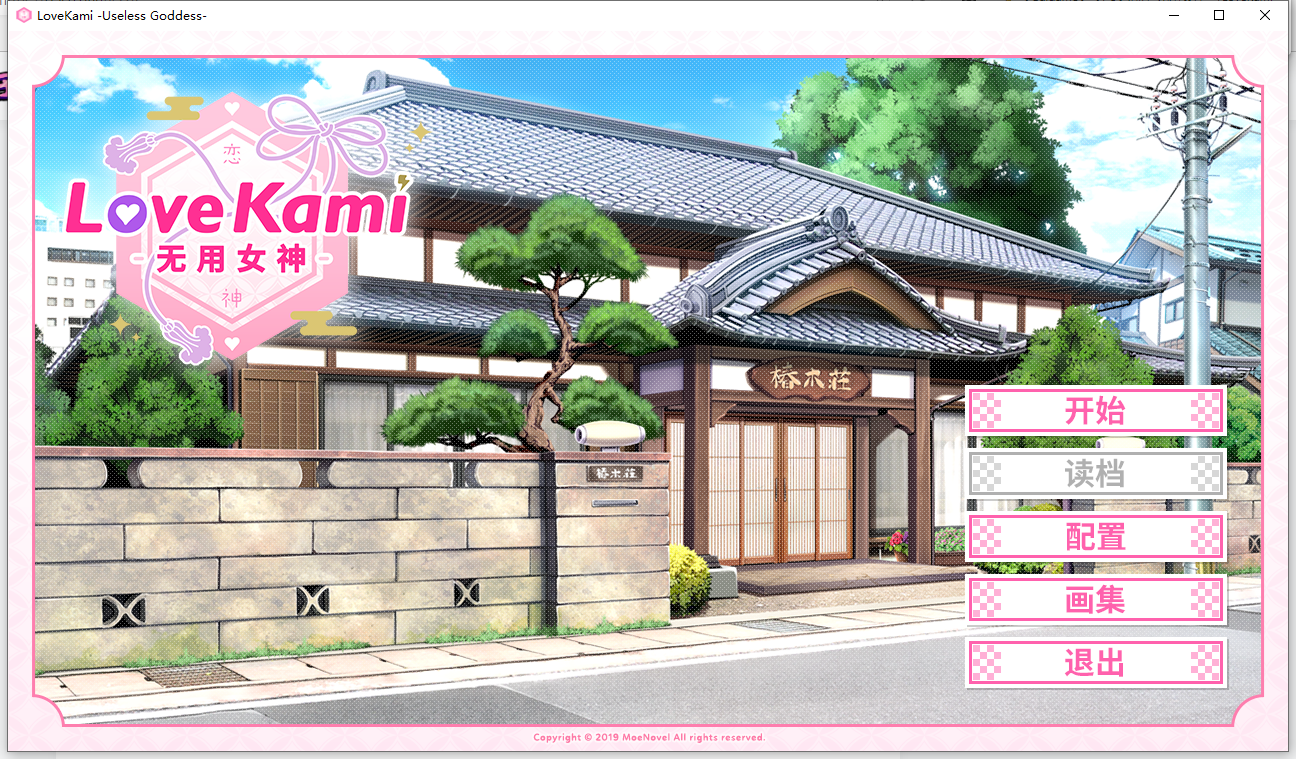 LoveKami -Useless Goddess-
恋
LoveKami
-无用女神-
神
椿木荘
椿木荘
开始
读档
配置
画集
退出
Copyright © 2019 MoeNovel All rights reserved.